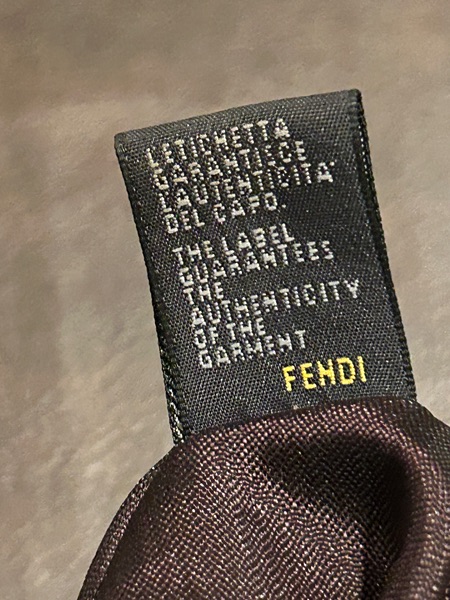 L'ETICHETTA
GARANTISCE
L'AUTENTICITA'
DEL CAPO.
THE LABEL
GUARANTEES
THE
AUTHENTICITY
OF THE
GARMENT
FENDI